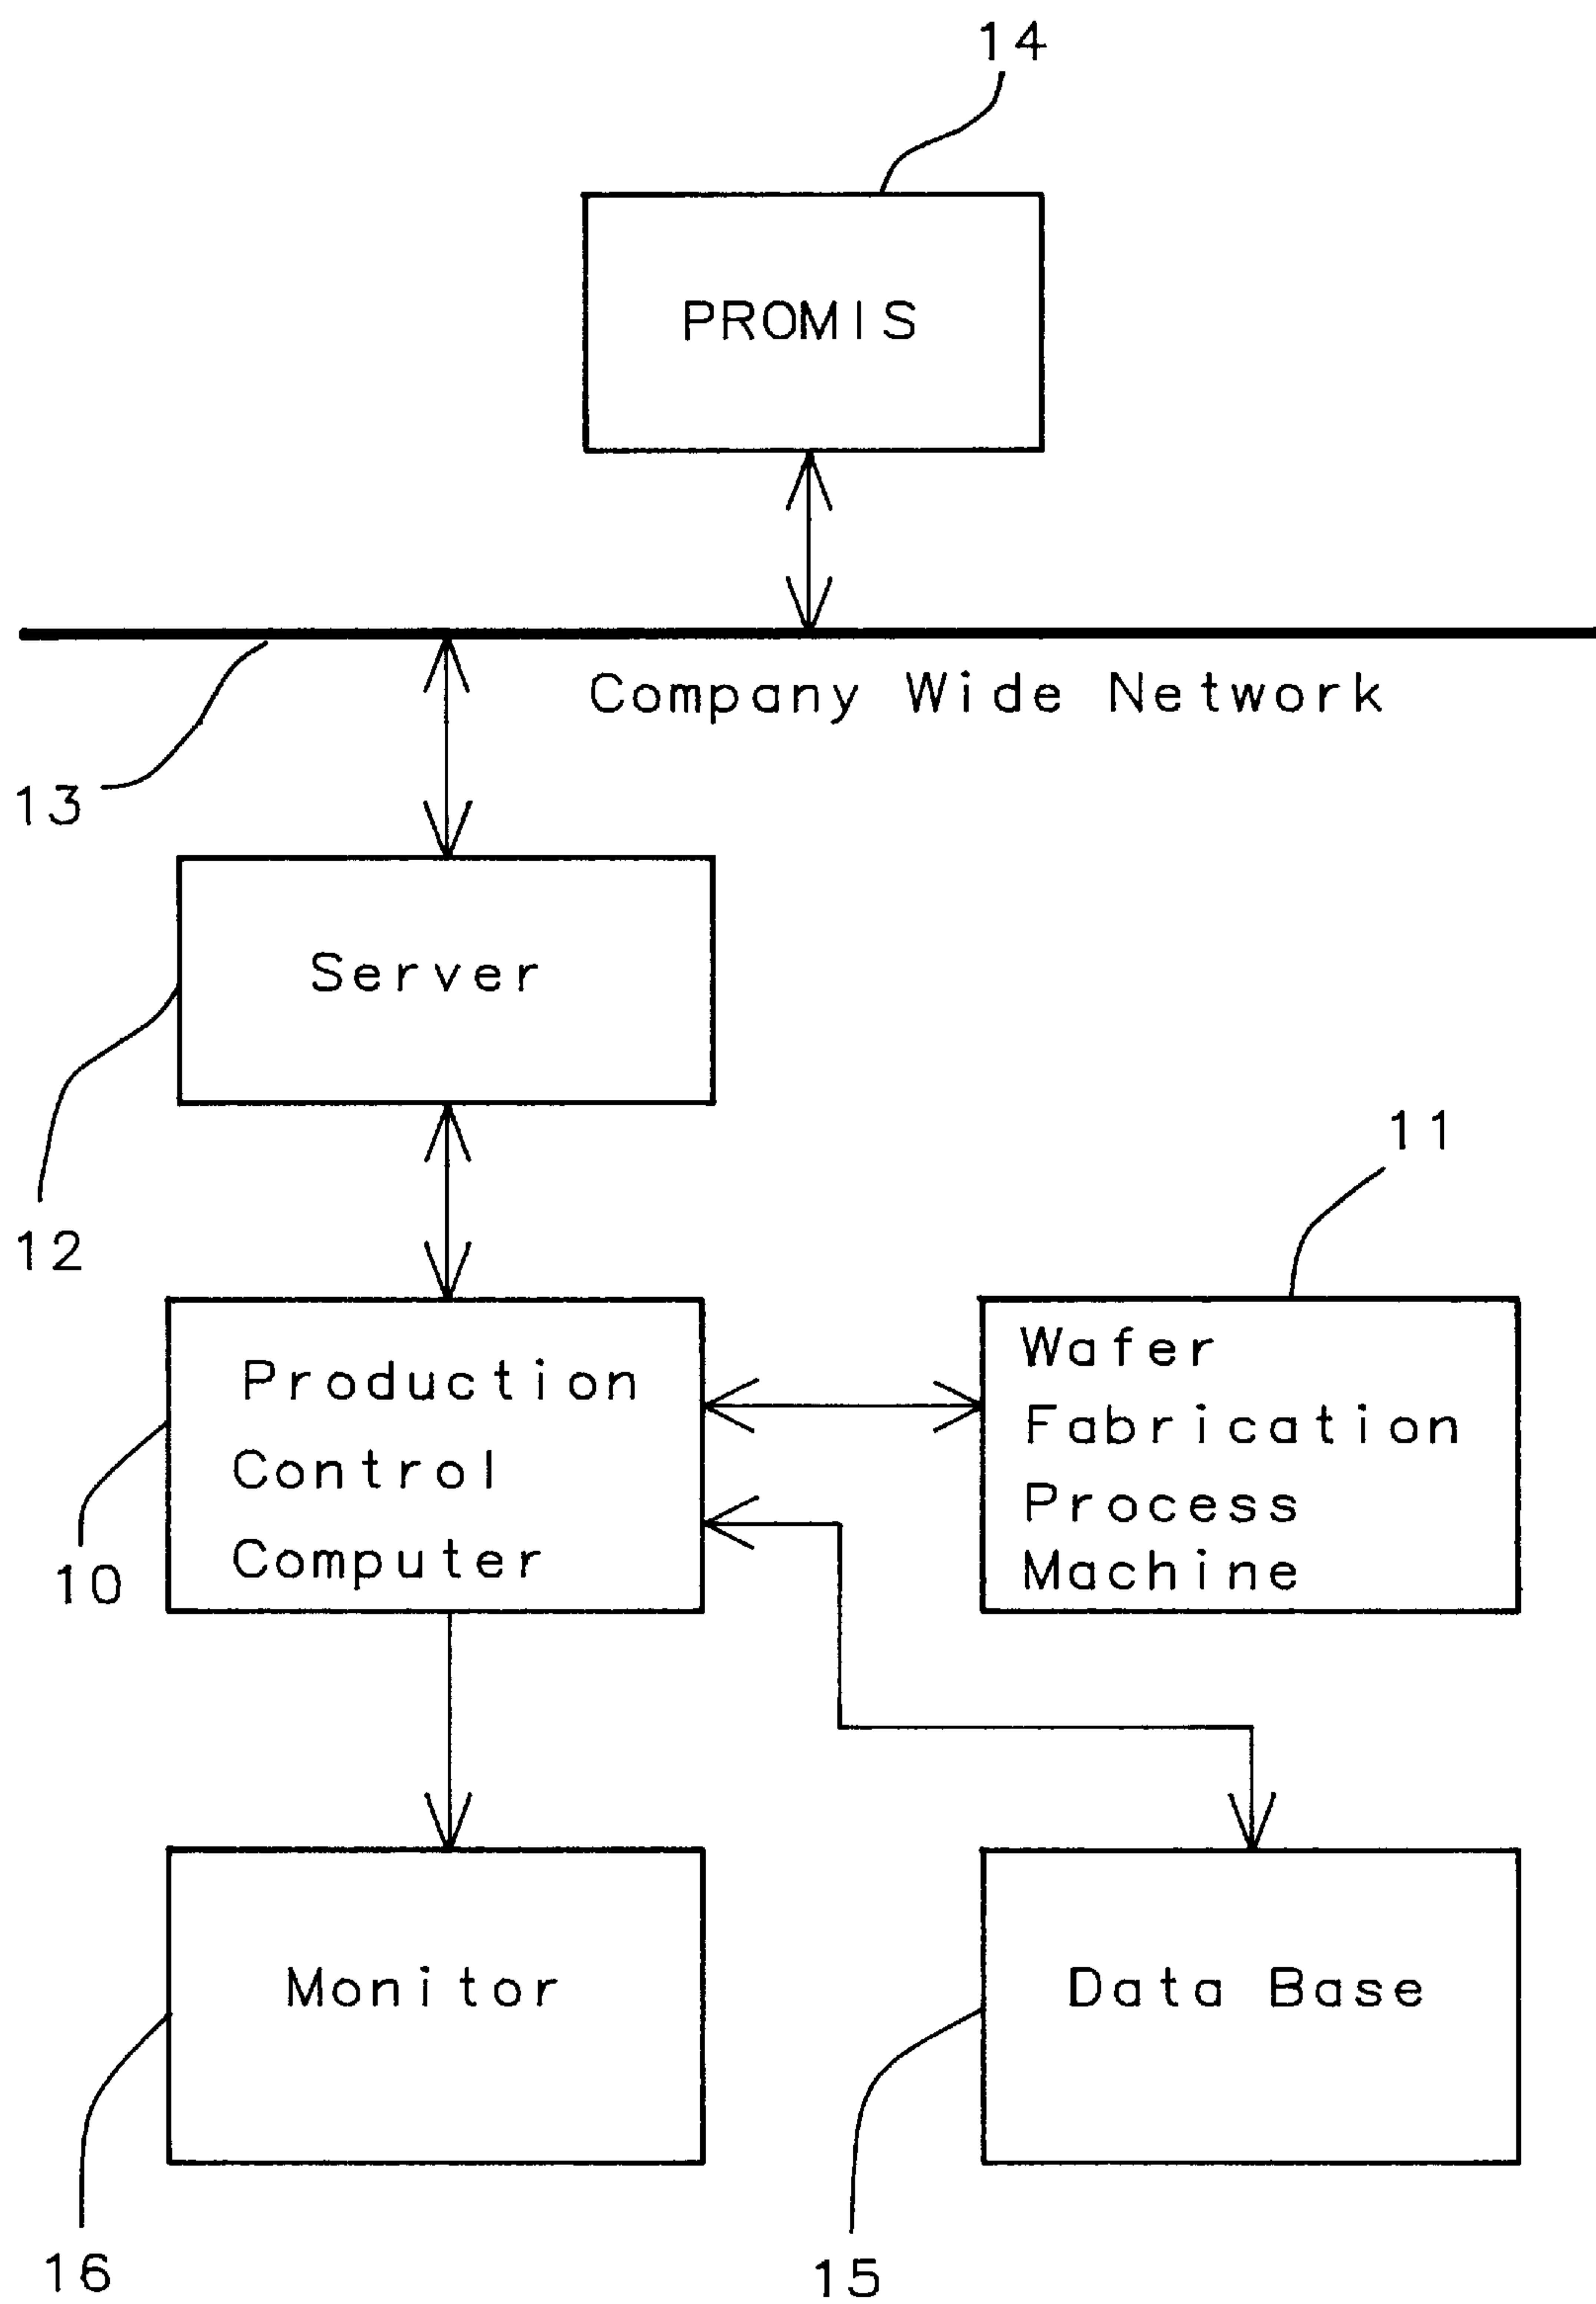 14
PROMIS
Company Wide Network
13
Server
12
11
Production
Control
Computer
Wafer
Fabrication
Process
Machine
10
Monitor
Data Base
16
15